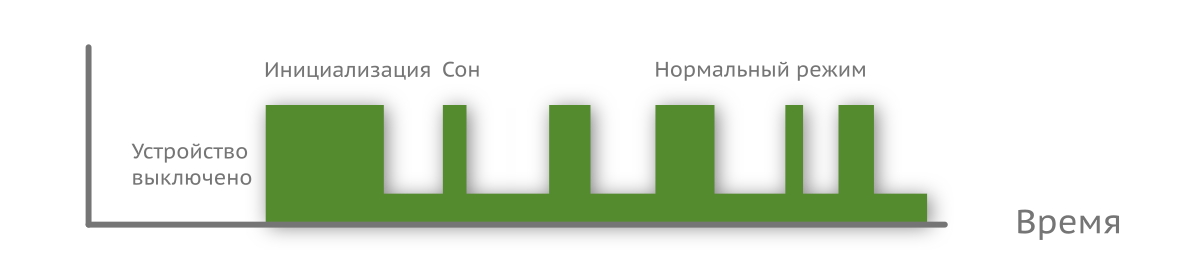 Инициализация Сон Нормальный режим
Устройство
выключено
Время